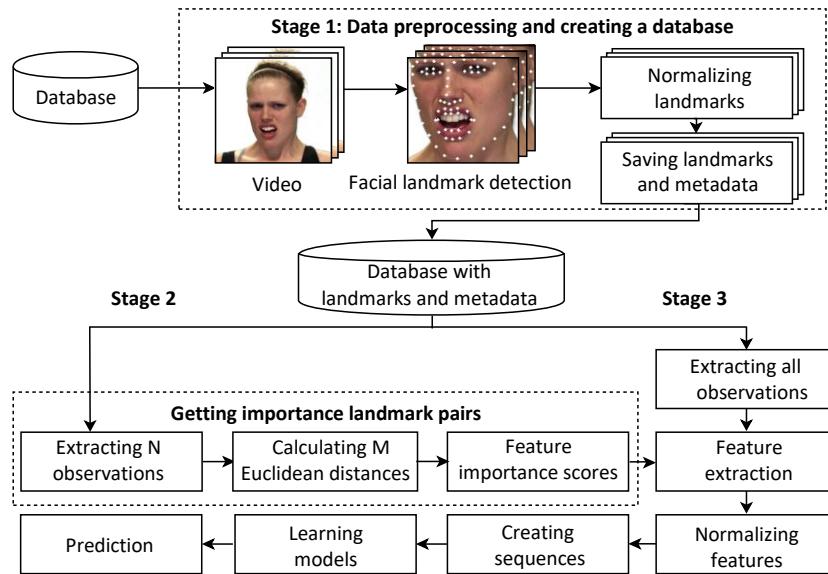 Stage 1: Data preprocessing and creating a database
Database
Video
Facial landmark detection
Normalizing
landmarks
Saving landmarks
and metadata
Database with
landmarks and metadata
Stage 2
Stage 3
Extracting all
observations
Getting importance landmark pairs
Extracting N
observations
Calculating M
Euclidean distances
Feature
importance scores
Feature
extraction
Normalizing
features
Creating
sequences
Learning
models
Prediction